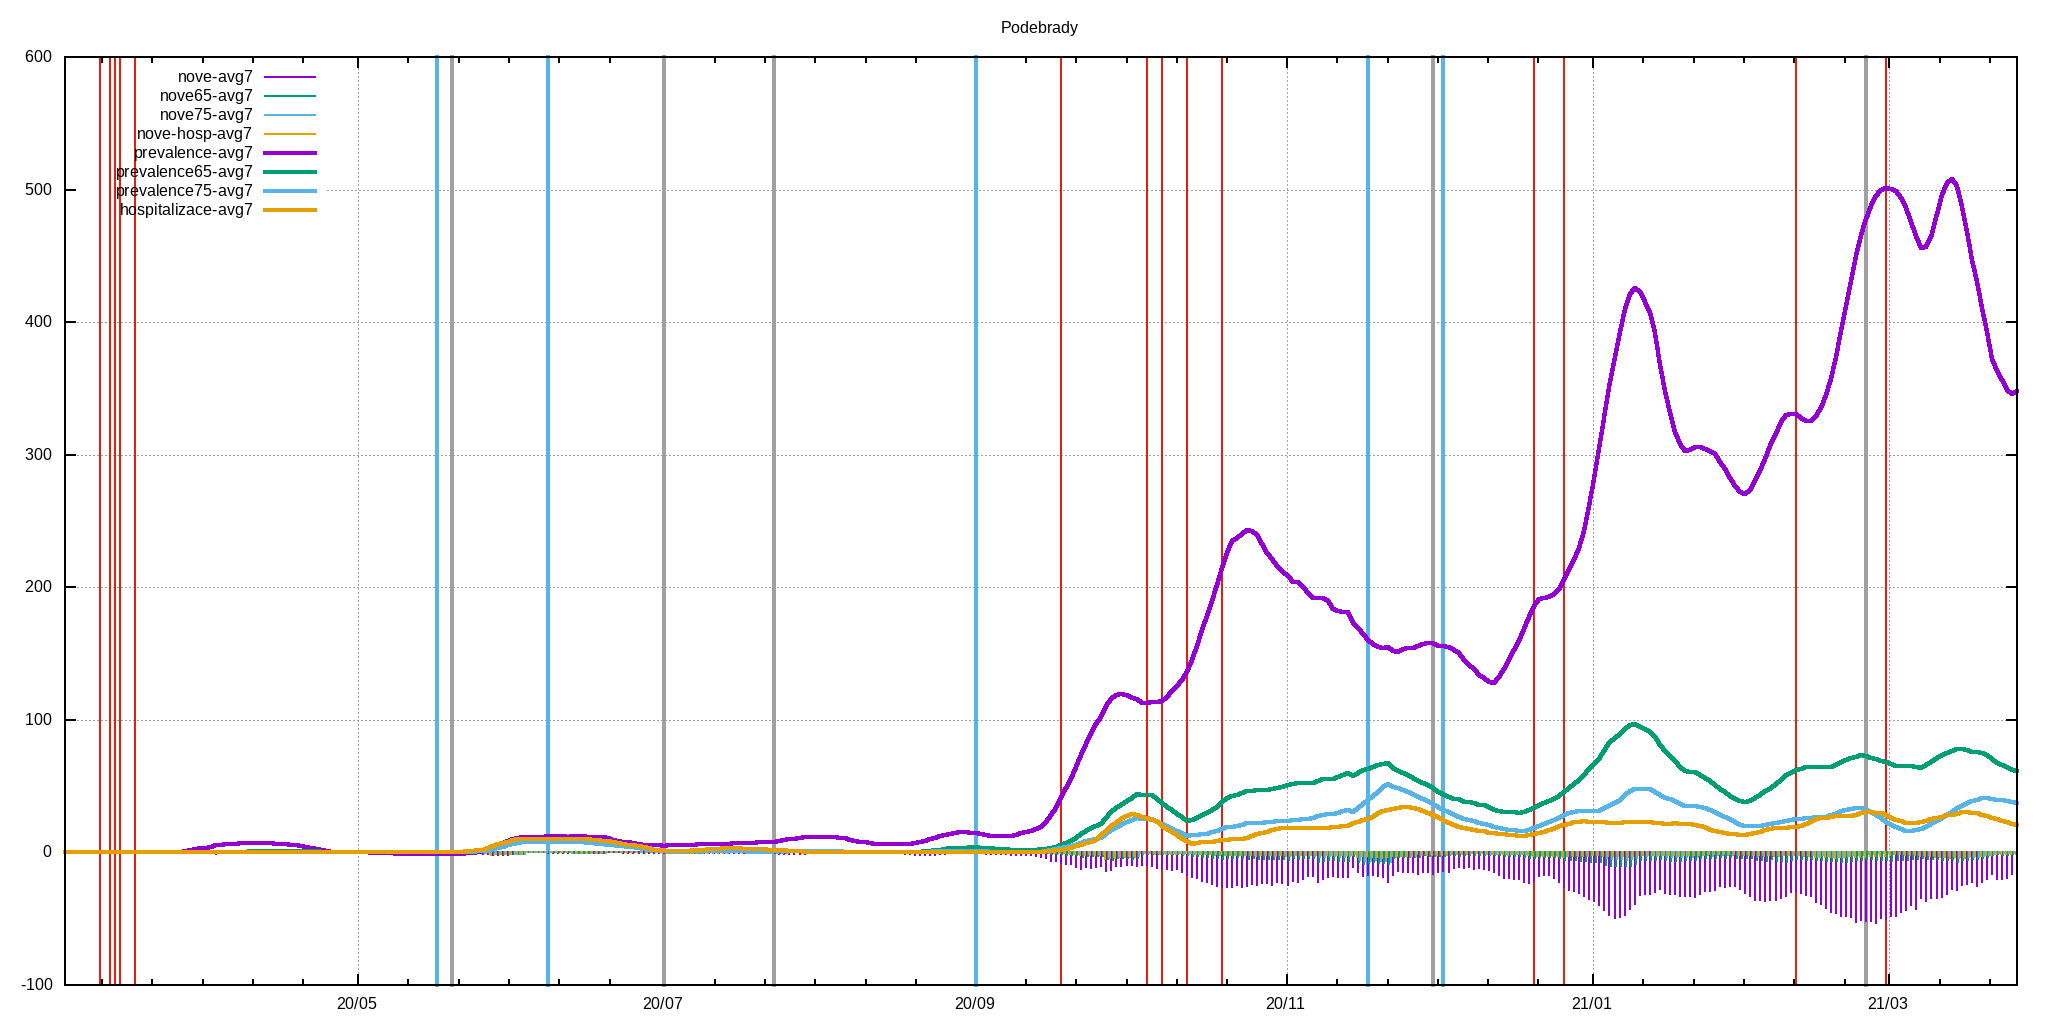 Podebrady
600
500
400
300
200
100
0
-100
nove-avg7
nove65-avg7
nove75-avg7
nove-hosp-avg7
prevalence-avg7
prevalence65-avg7
prevalence75-avg7
hospitalizace-avg7
20/05
20/07
20/09
20/11
21/01
21/03